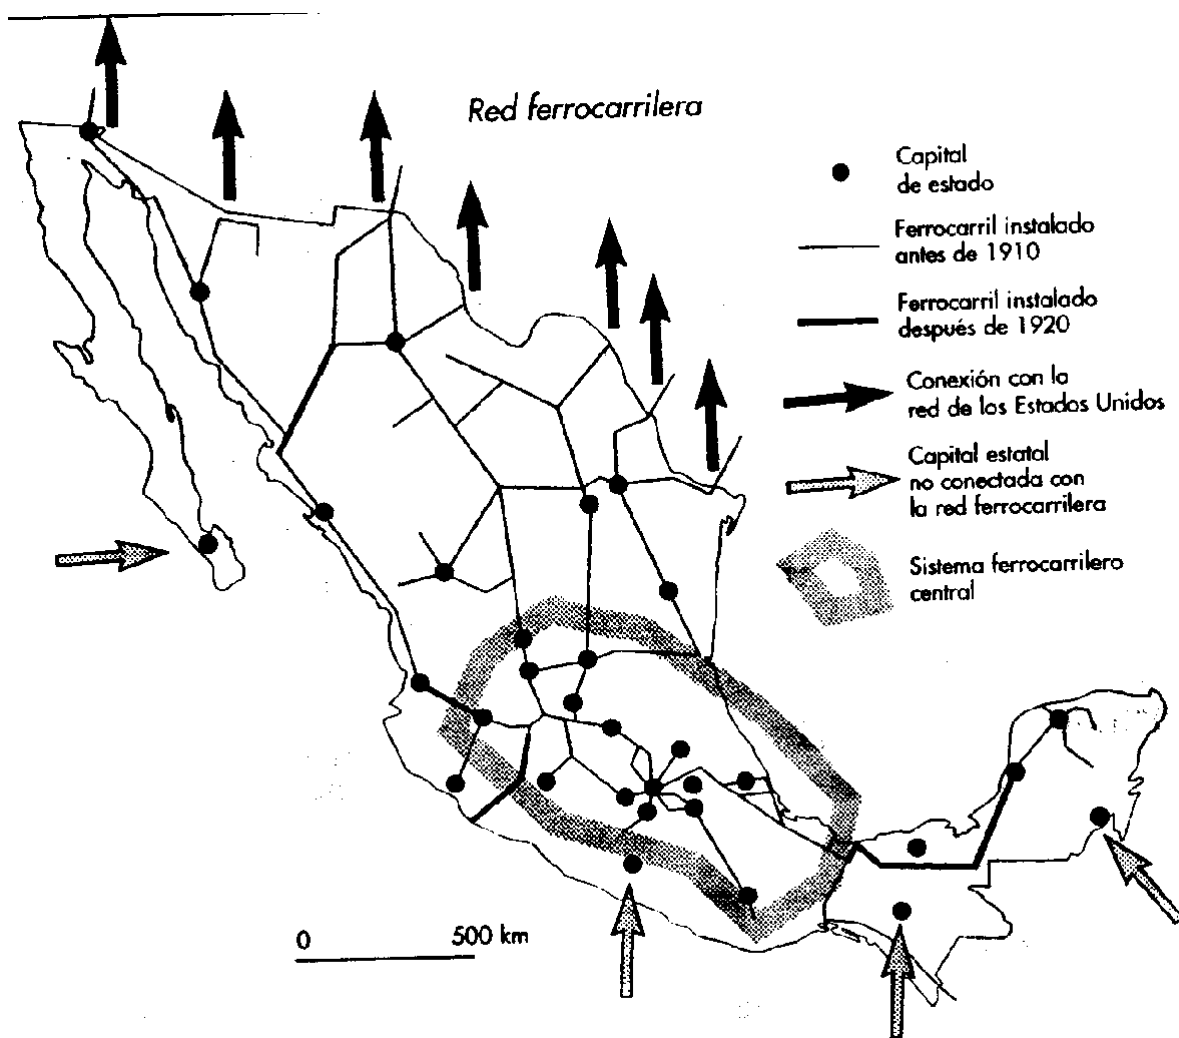 Red ferrocarrilera
Capital
de estado
Ferrocarril instalado
antes de 1910
Ferrocarril instalado
después de 1920
Conexión con la
red de los Estados Unidos
Capital estatal
no conectada con
la red ferrocarrilera
Sistema ferrocarrilero
central
0 500 km